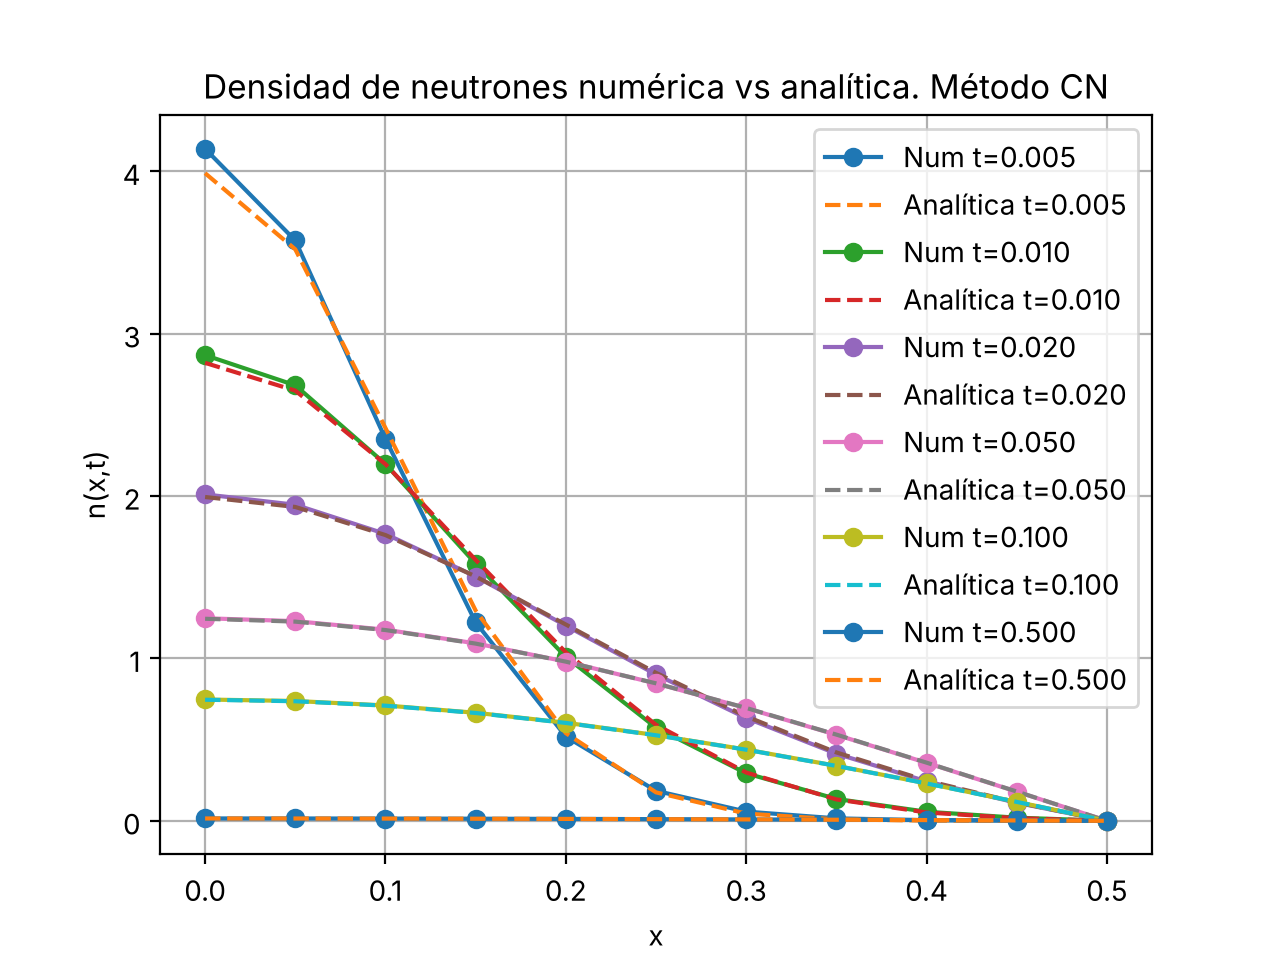 Densidad de neutrones numérica vs analítica. Método CN
4
3
2
1
0
n(x,t)
Num t=0.005
Analítica t=0.005
Num t=0.010
Analítica t=0.010
Num t=0.020
Analítica t=0.020
Num t=0.050
Analítica t=0.050
Num t=0.100
Analítica t=0.100
Num t=0.500
Analítica t=0.500
0.0 0.1 0.2 0.3 0.4 0.5
x